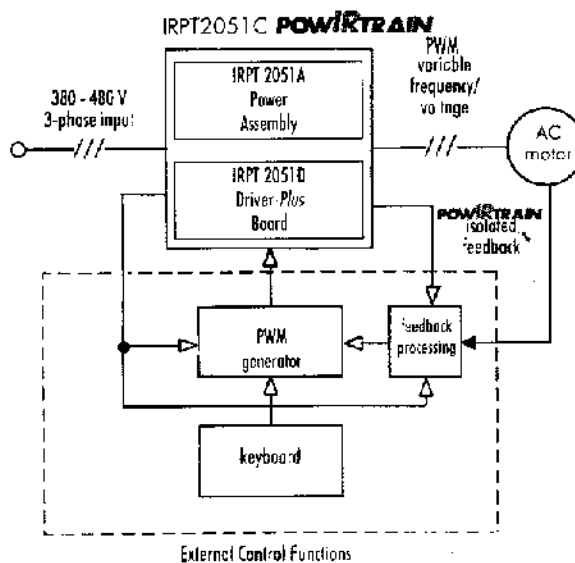 IRPT2051C POWIRTRAIN
IRPT 2051A
Power
Assembly
IRPT 2051D
Driver-Plus
Board
380 - 480 V
3-phase input
PWM
variable
frequency/
voltage
AC
motor
POWIRTRAIN
isolated
feedback
PWM
generator
feedback
processing
keyboard
External Control Functions